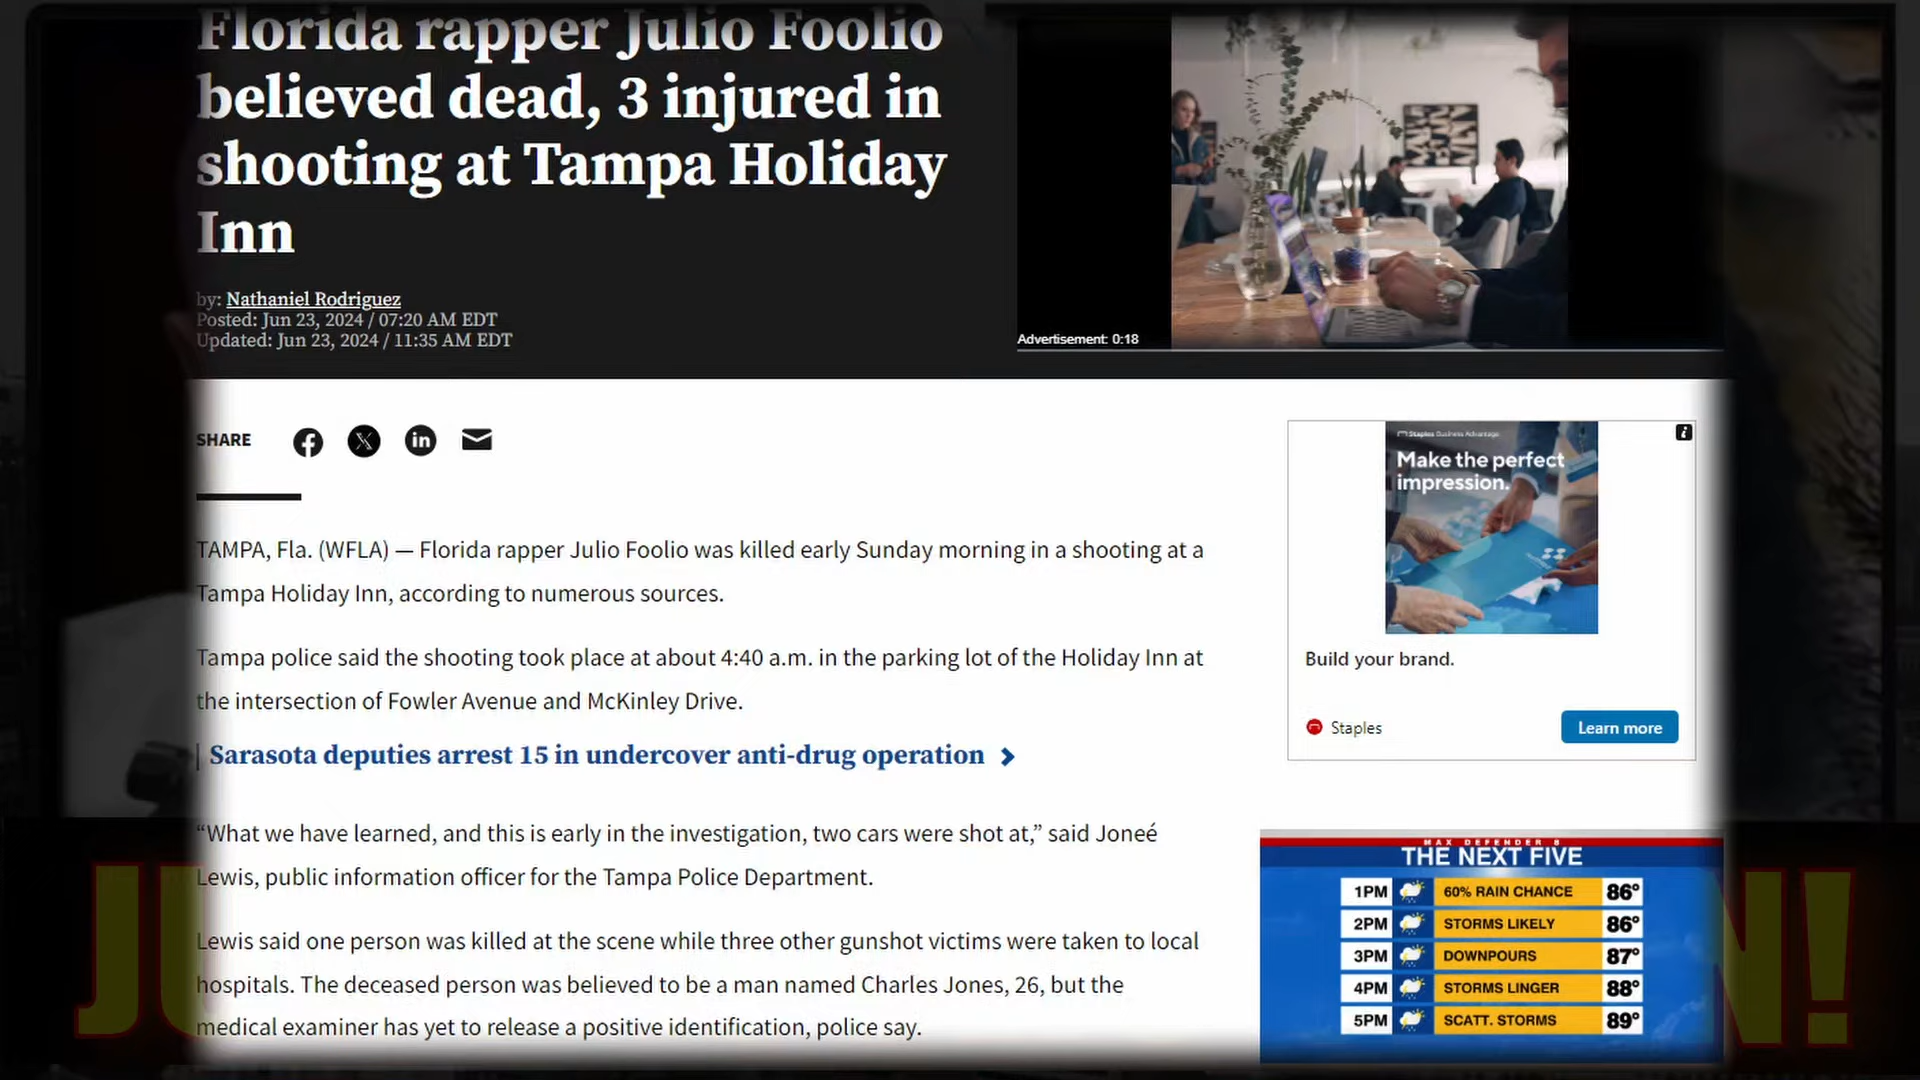 Florida rapper Julio Foolio
believed dead, 3 injured in
shooting at Tampa Holiday
Inn
by: Nathaniel Rodriguez
Posted: Jun 23, 2024 / 07:20 AM EDT
Updated: Jun 23, 2024 / 11:35 AM EDT
Advertisement: 0:18
SHARE
TAMPA, Fla. (WFLA) — Florida rapper Julio Foolio was killed early Sunday morning in a shooting at a
Tampa Holiday Inn, according to numerous sources.
Tampa police said the shooting took place at about 4:40 a.m. in the parking lot of the Holiday Inn at
the intersection of Fowler Avenue and McKinley Drive.
Sarasota deputies arrest 15 in undercover anti-drug operation
“What we have learned, and this is early in the investigation, two cars were shot at,” said Joneé
Lewis, public information officer for the Tampa Police Department.
Lewis said one person was killed at the scene while three other gunshot victims were taken to local
hospitals. The deceased person was believed to be a man named Charles Jones, 26, but the
medical examiner has yet to release a positive identification, police say.
Staples Business Advantage
Make the perfect
impression.
Build your brand.
Staples
Learn more
MAX DEFENDER 8
THE NEXT FIVE
1PM 60% RAIN CHANCE 86°
2PM STORMS LIKELY 86°
3PM DOWNPOURS 87°
4PM STORMS LINGER 88°
5PM SCATT. STORMS 89°